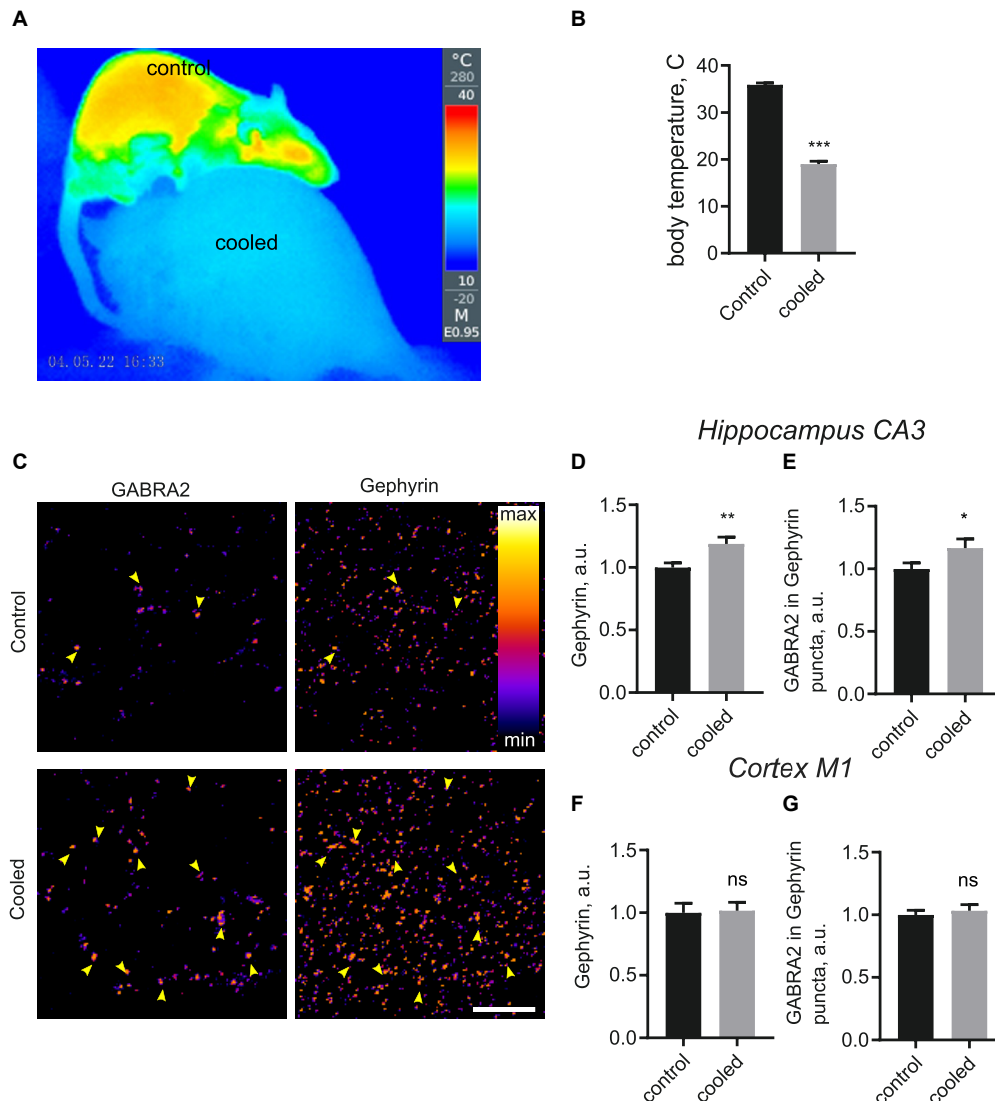 A
control
cooled
°C
280
40
10
-20
M
E0.95
04.05.22 16:33
B
body temperature, C
40
30
20
10
0
***
Control
cooled
Hippocampus CA3
C
GABRA2
Gephyrin
Control
Cooled
max
min
D
Gephyrin, a.u.
1.5
1.0
0.5
0.0
**
control
cooled
E
GABRA2 in Gephyrin
puncta, a.u.
1.5
1.0
0.5
0.0
*
control
cooled
Cortex M1
F
Gephyrin, a.u.
1.5
1.0
0.5
0.0
ns
control
cooled
G
GABRA2 in Gephyrin
puncta, a.u.
1.5
1.0
0.5
0.0
ns
control
cooled